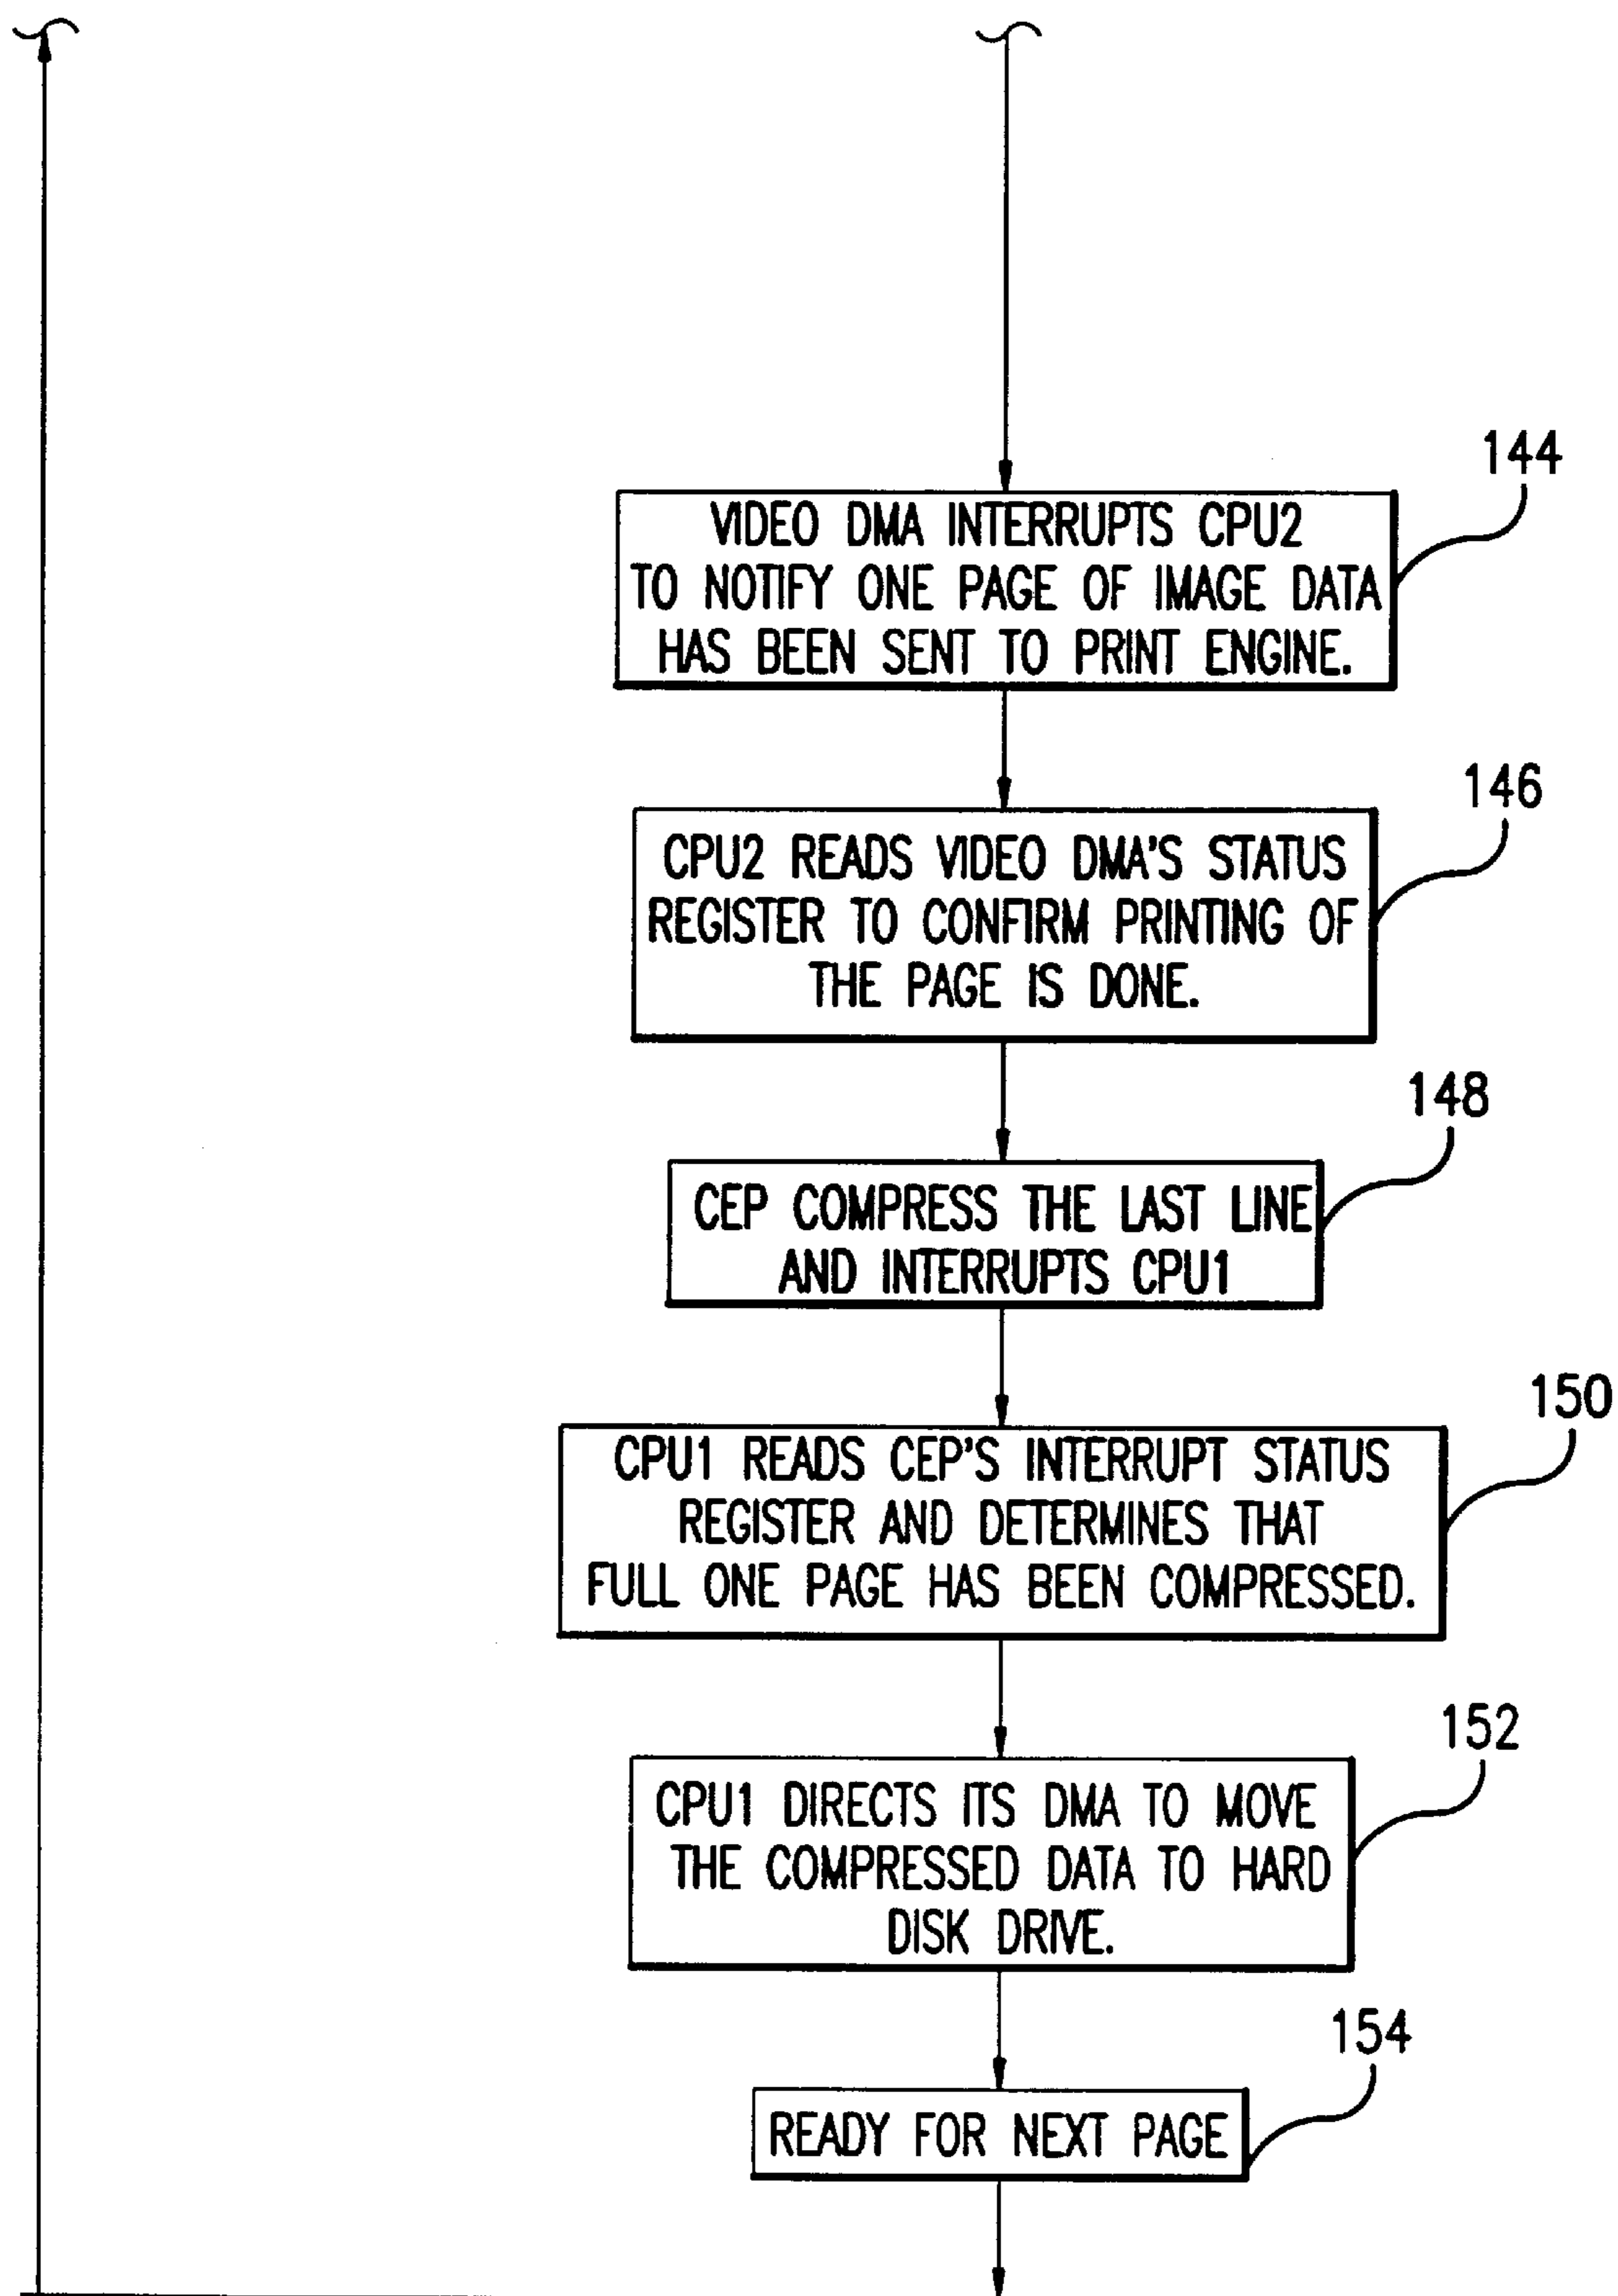 144
VIDEO DMA INTERRUPTS CPU2
TO NOTIFY ONE PAGE OF IMAGE DATA
HAS BEEN SENT TO PRINT ENGINE.
146
CPU2 READS VIDEO DMA'S STATUS
REGISTER TO CONFIRM PRINTING OF
THE PAGE IS DONE.
148
CEP COMPRESS THE LAST LINE
AND INTERRUPTS CPU1
150
CPU1 READS CEP'S INTERRUPT STATUS
REGISTER AND DETERMINES THAT
FULL ONE PAGE HAS BEEN COMPRESSED.
152
CPU1 DIRECTS ITS DMA TO MOVE
THE COMPRESSED DATA TO HARD
DISK DRIVE.
154
READY FOR NEXT PAGE